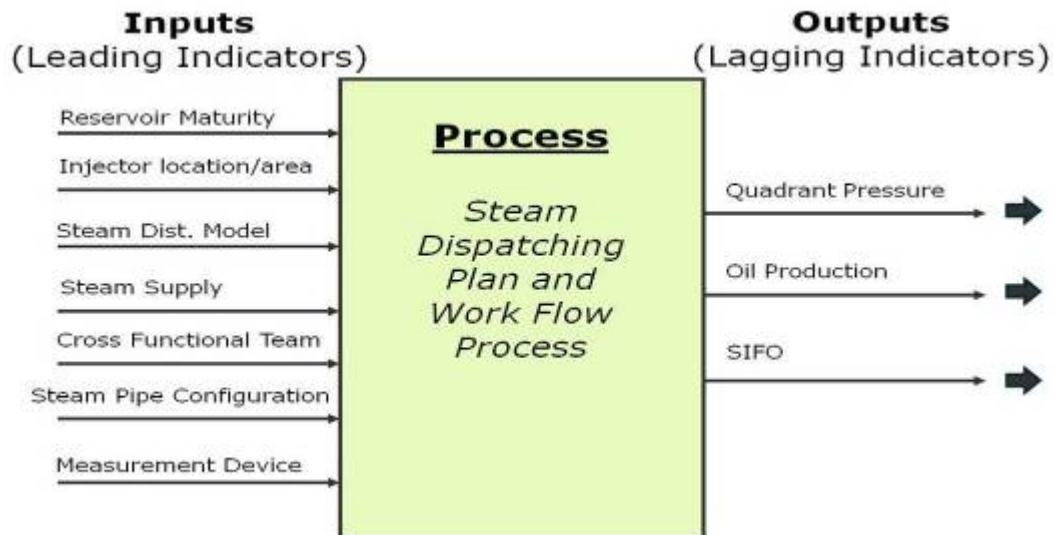 Inputs
(Leading Indicators)
Reservoir Maturity
Injector location/area
Steam Dist. Model
Steam Supply
Cross Functional Team
Steam Pipe Configuration
Measurement Device
Process
Steam
Dispatching
Plan and
Work Flow
Process
Outputs
(Lagging Indicators)
Quadrant Pressure
Oil Production
SIFO